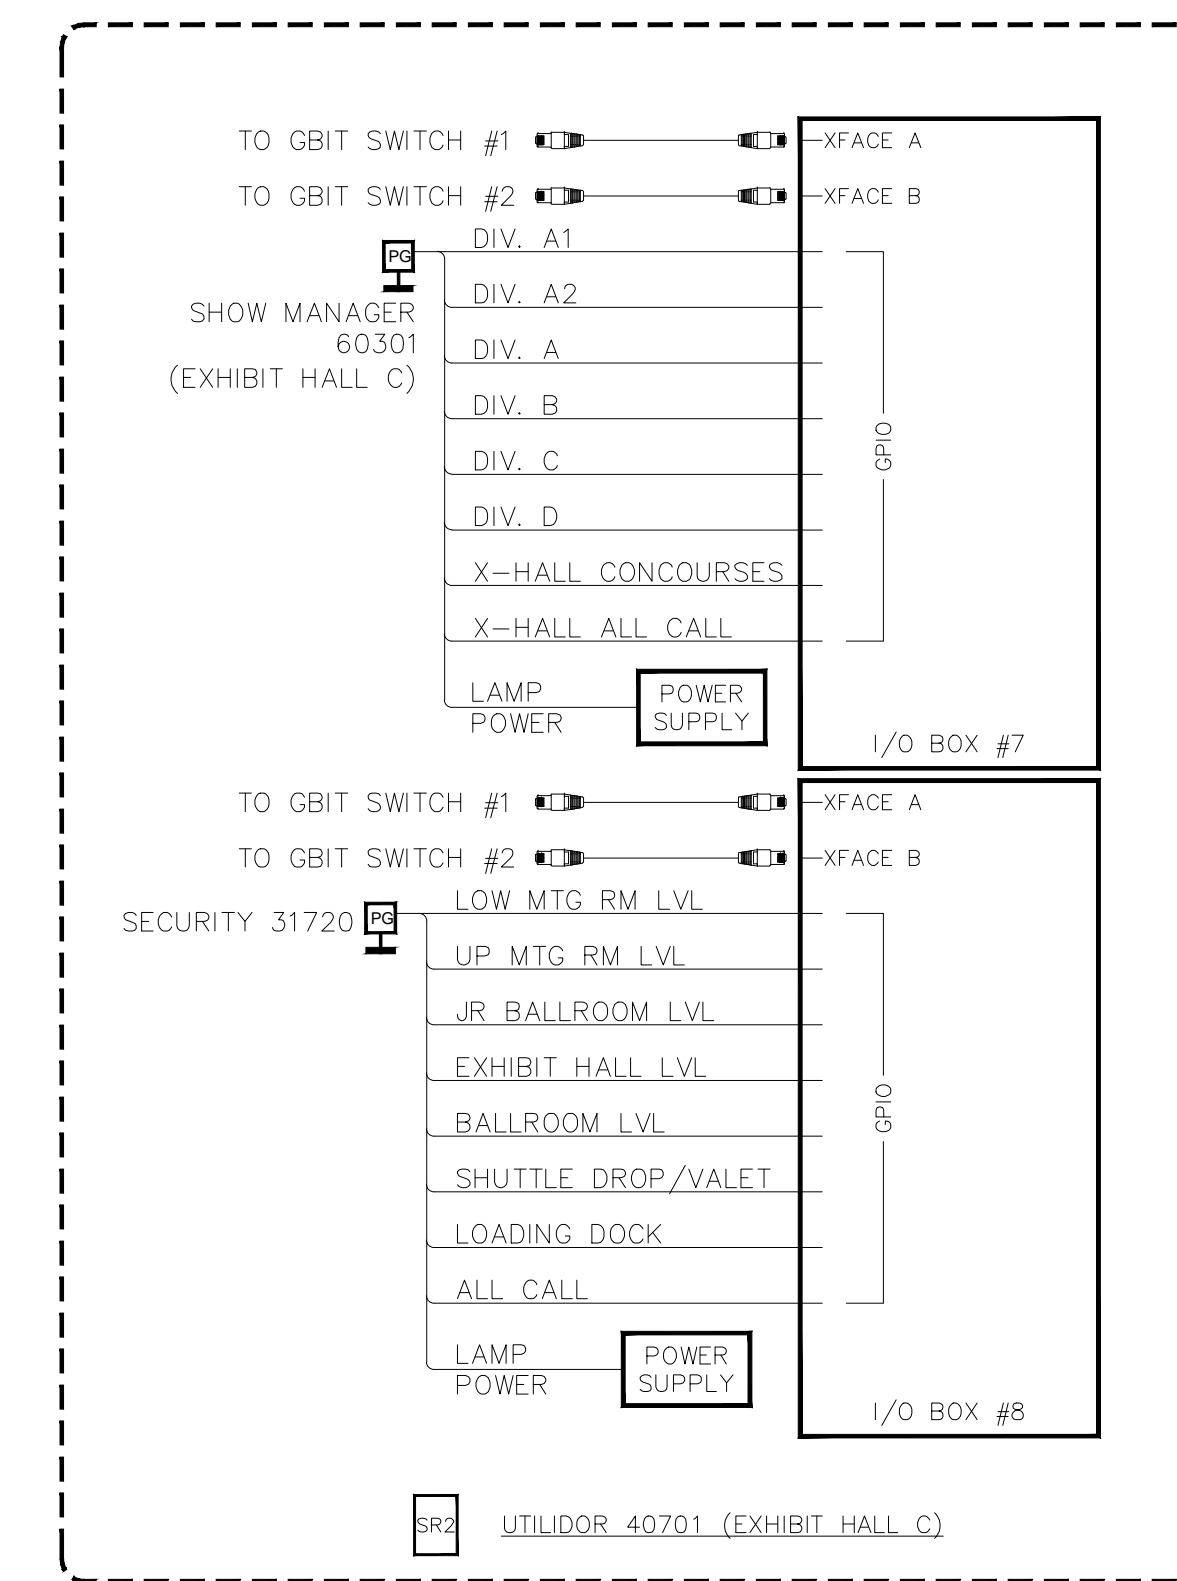 TO GBIT SWITCH #1
XFACE A
TO GBIT SWITCH #2
XFACE B
DIV. A1
PG
SHOW MANAGER
60301
(EXHIBIT HALL C)
DIV. A2
DIV. A
DIV. B
DIV. C
DIV. D
X-HALL CONCOURSES
X-HALL ALL CALL
GPIO
LAMP
POWER
POWER
SUPPLY
I/O BOX #7
TO GBIT SWITCH #1
XFACE A
TO GBIT SWITCH #2
XFACE B
SECURITY 31720
PG
LOW MTG RM LVL
UP MTG RM LVL
JR BALLROOM LVL
EXHIBIT HALL LVL
BALLROOM LVL
SHUTTLE DROP/VALET
LOADING DOCK
ALL CALL
GPIO
LAMP
POWER
POWER
SUPPLY
I/O BOX #8
SR2
UTILIDOR 40701 (EXHIBIT HALL C)